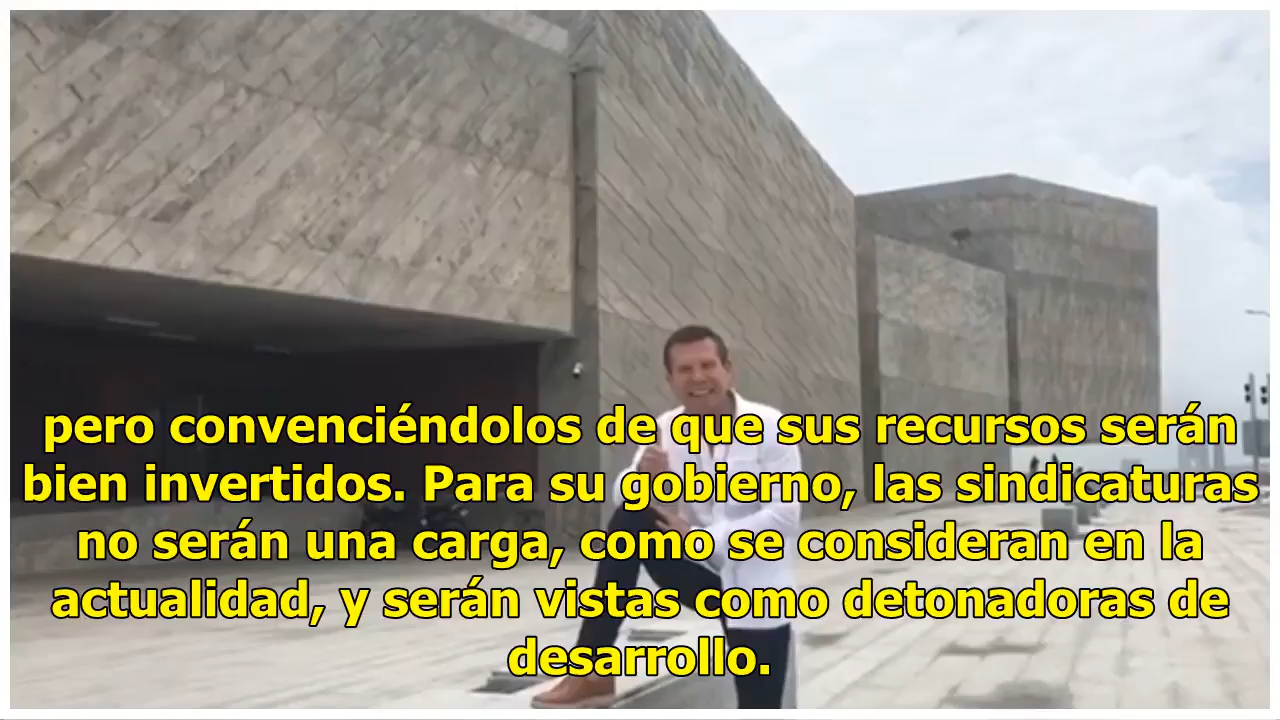 pero convenciéndolos de que sus recursos serán
bien invertidos. Para su gobierno, las sindicaturas
no serán una carga, como se consideran en la
actualidad, y serán vistas como detonadoras de
desarrollo.